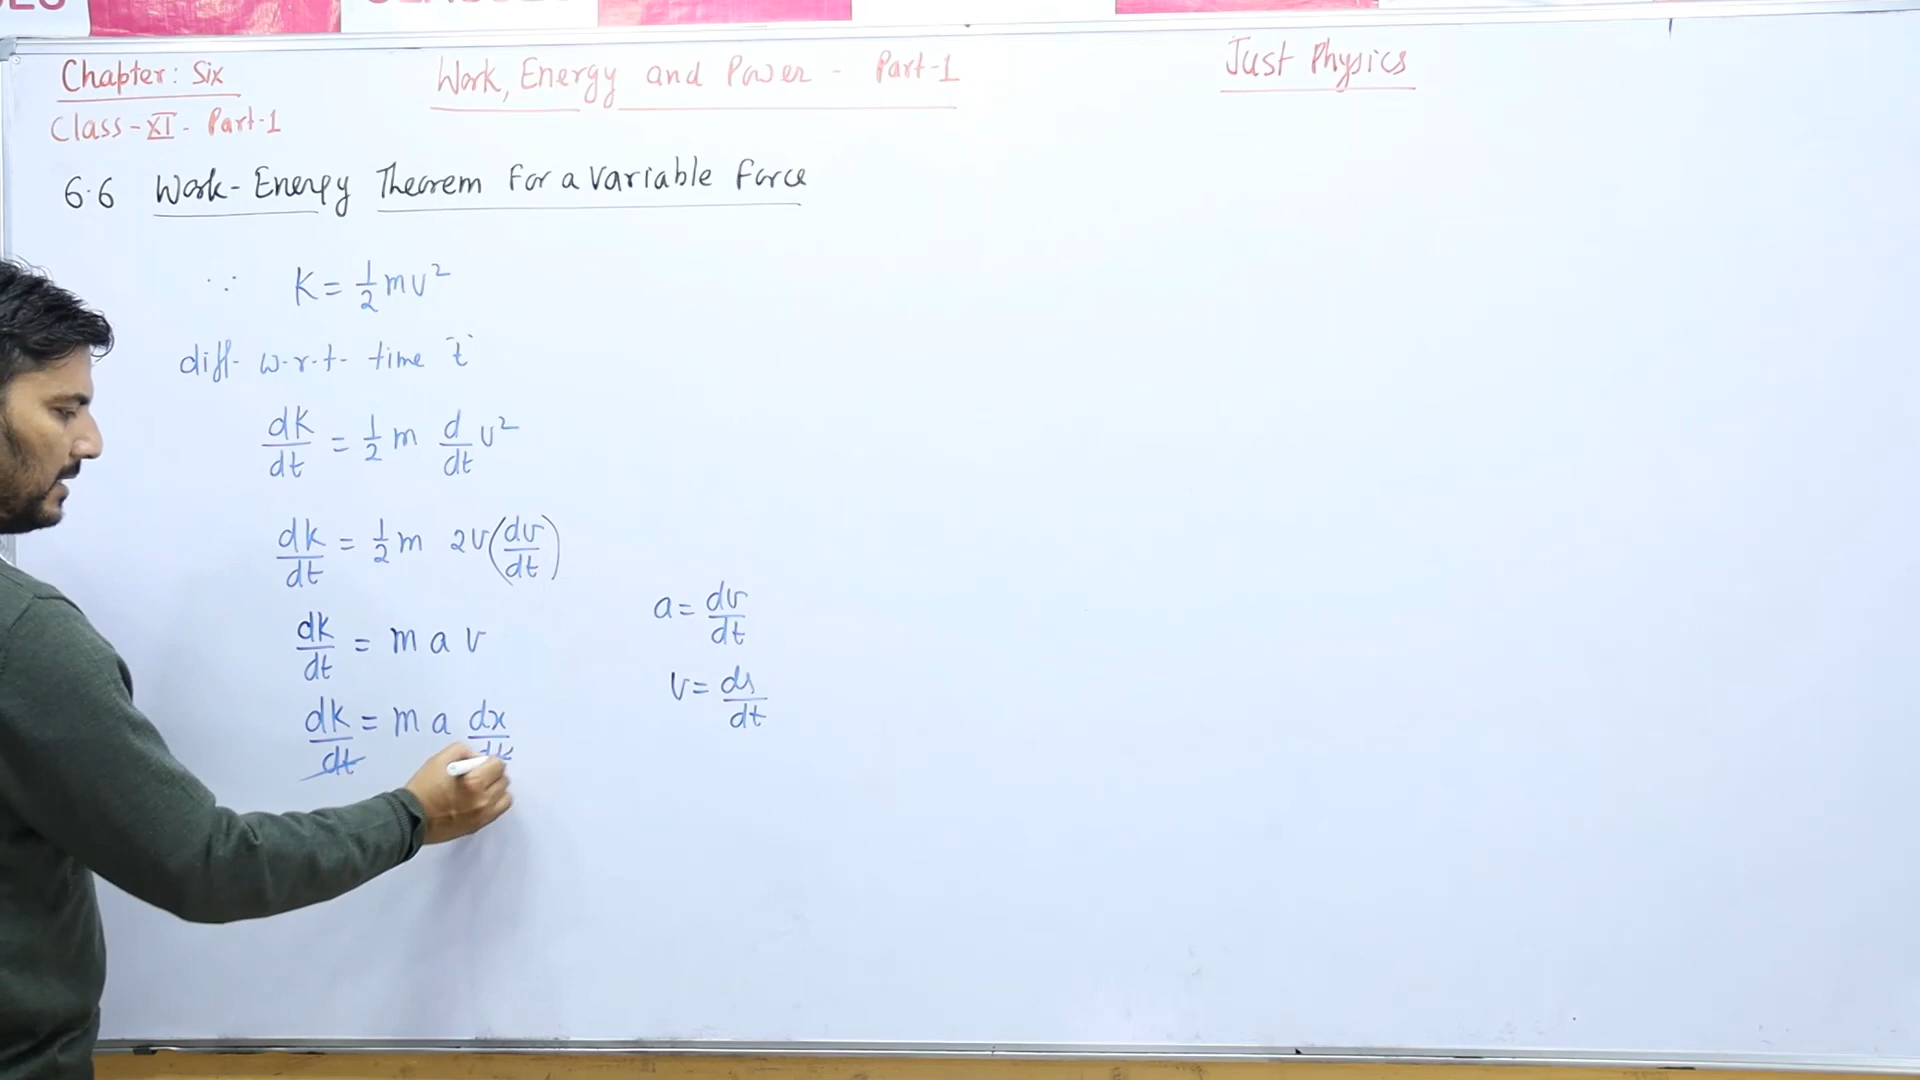 Chapter: Six
Work, Energy and Power - Part-1
Just Physics
Class-XI- Part-1
6.6 Work-Energy Theorem For a Variable Force
∵ K = 1/2 mv²
diff- w-r-t- time 't'
dK/dt = 1/2 m d/dt v²
dk/dt = 1/2 m 2v(dv/dt)
a = dv/dt
dk/dt = m a v
v = ds/dt
dk/dt = m a dx/dt